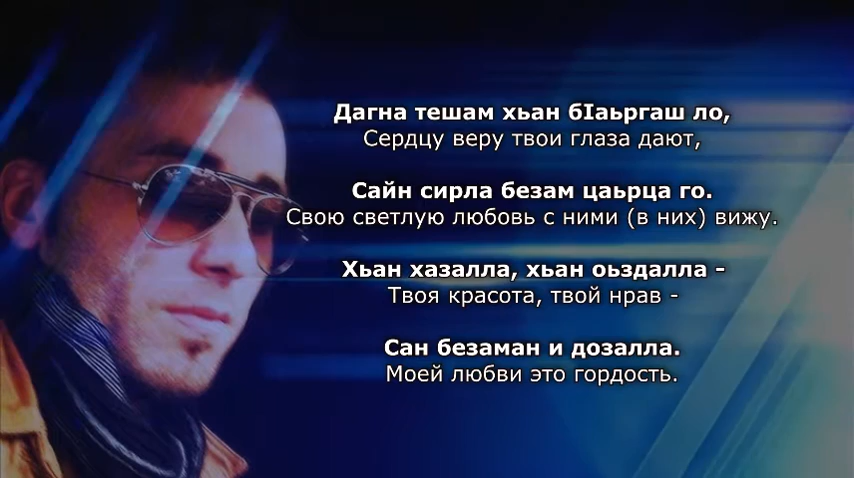 Дагна тешам хьан бIаьргаш ло,
Сердцу веру твои глаза дают,
Сайн сирла безам цаьрца го.
Свою светлую любовь с ними (в них) вижу.
Хьан хазалла, хьан оьздалла -
Твоя красота, твой нрав -
Сан безаман и дозалла.
Моей любви это гордость.